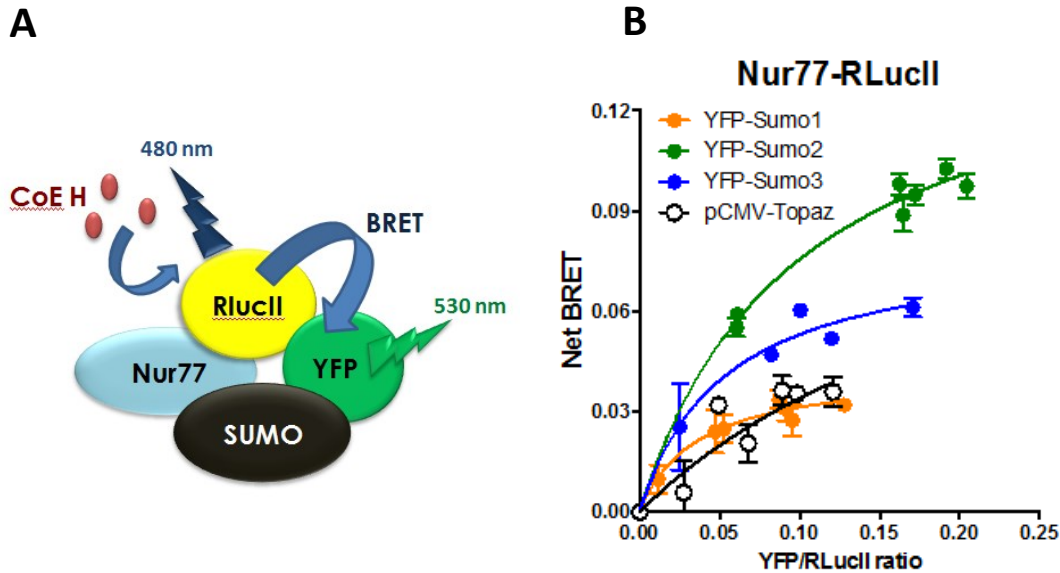 A
480 nm
CoE H
BRET
RlucII
530 nm
Nur77
YFP
SUMO
B
Nur77-RLucII
0.12
YFP-Sumo1
YFP-Sumo2
YFP-Sumo3
pCMV-Topaz
0.09
Net BRET
0.06
0.03
0.00
0.00 0.05 0.10 0.15 0.20 0.25
YFP/RLucII ratio